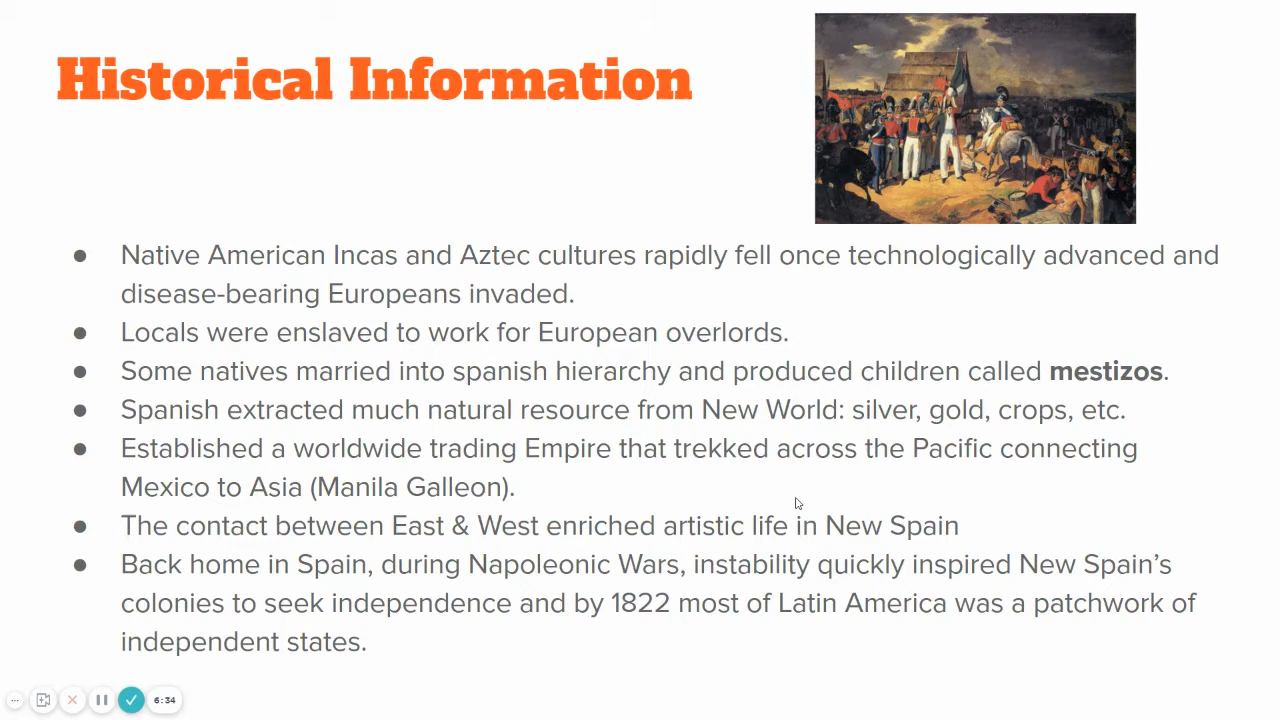 Historical Information
● Native American Incas and Aztec cultures rapidly fell once technologically advanced and
disease-bearing Europeans invaded.
● Locals were enslaved to work for European overlords.
● Some natives married into spanish hierarchy and produced children called mestizos.
● Spanish extracted much natural resource from New World: silver, gold, crops, etc.
● Established a worldwide trading Empire that trekked across the Pacific connecting
Mexico to Asia (Manila Galleon).
● The contact between East & West enriched artistic life in New Spain
● Back home in Spain, during Napoleonic Wars, instability quickly inspired New Spain's
colonies to seek independence and by 1822 most of Latin America was a patchwork of
independent states.
6:34